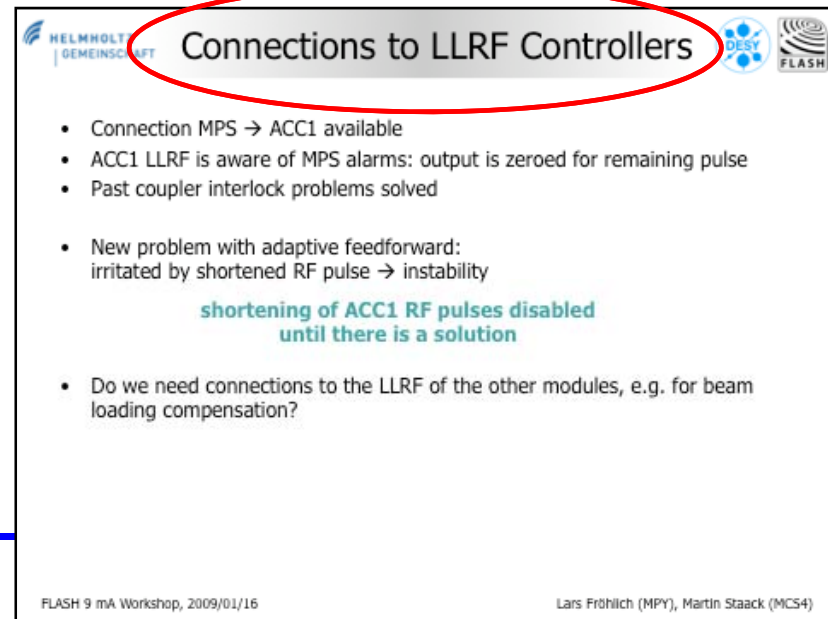 HELMHOLTZ
GEMEINSCHAFT
Connections to LLRF Controllers
DESY
FLASH
• Connection MPS → ACC1 available
• ACC1 LLRF is aware of MPS alarms: output is zeroed for remaining pulse
• Past coupler interlock problems solved
• New problem with adaptive feedforward:
irritated by shortened RF pulse → instability
shortening of ACC1 RF pulses disabled
until there is a solution
• Do we need connections to the LLRF of the other modules, e.g. for beam
loading compensation?
FLASH 9 mA Workshop, 2009/01/16
Lars Fröhlich (MPY), Martin Staack (MCS4)